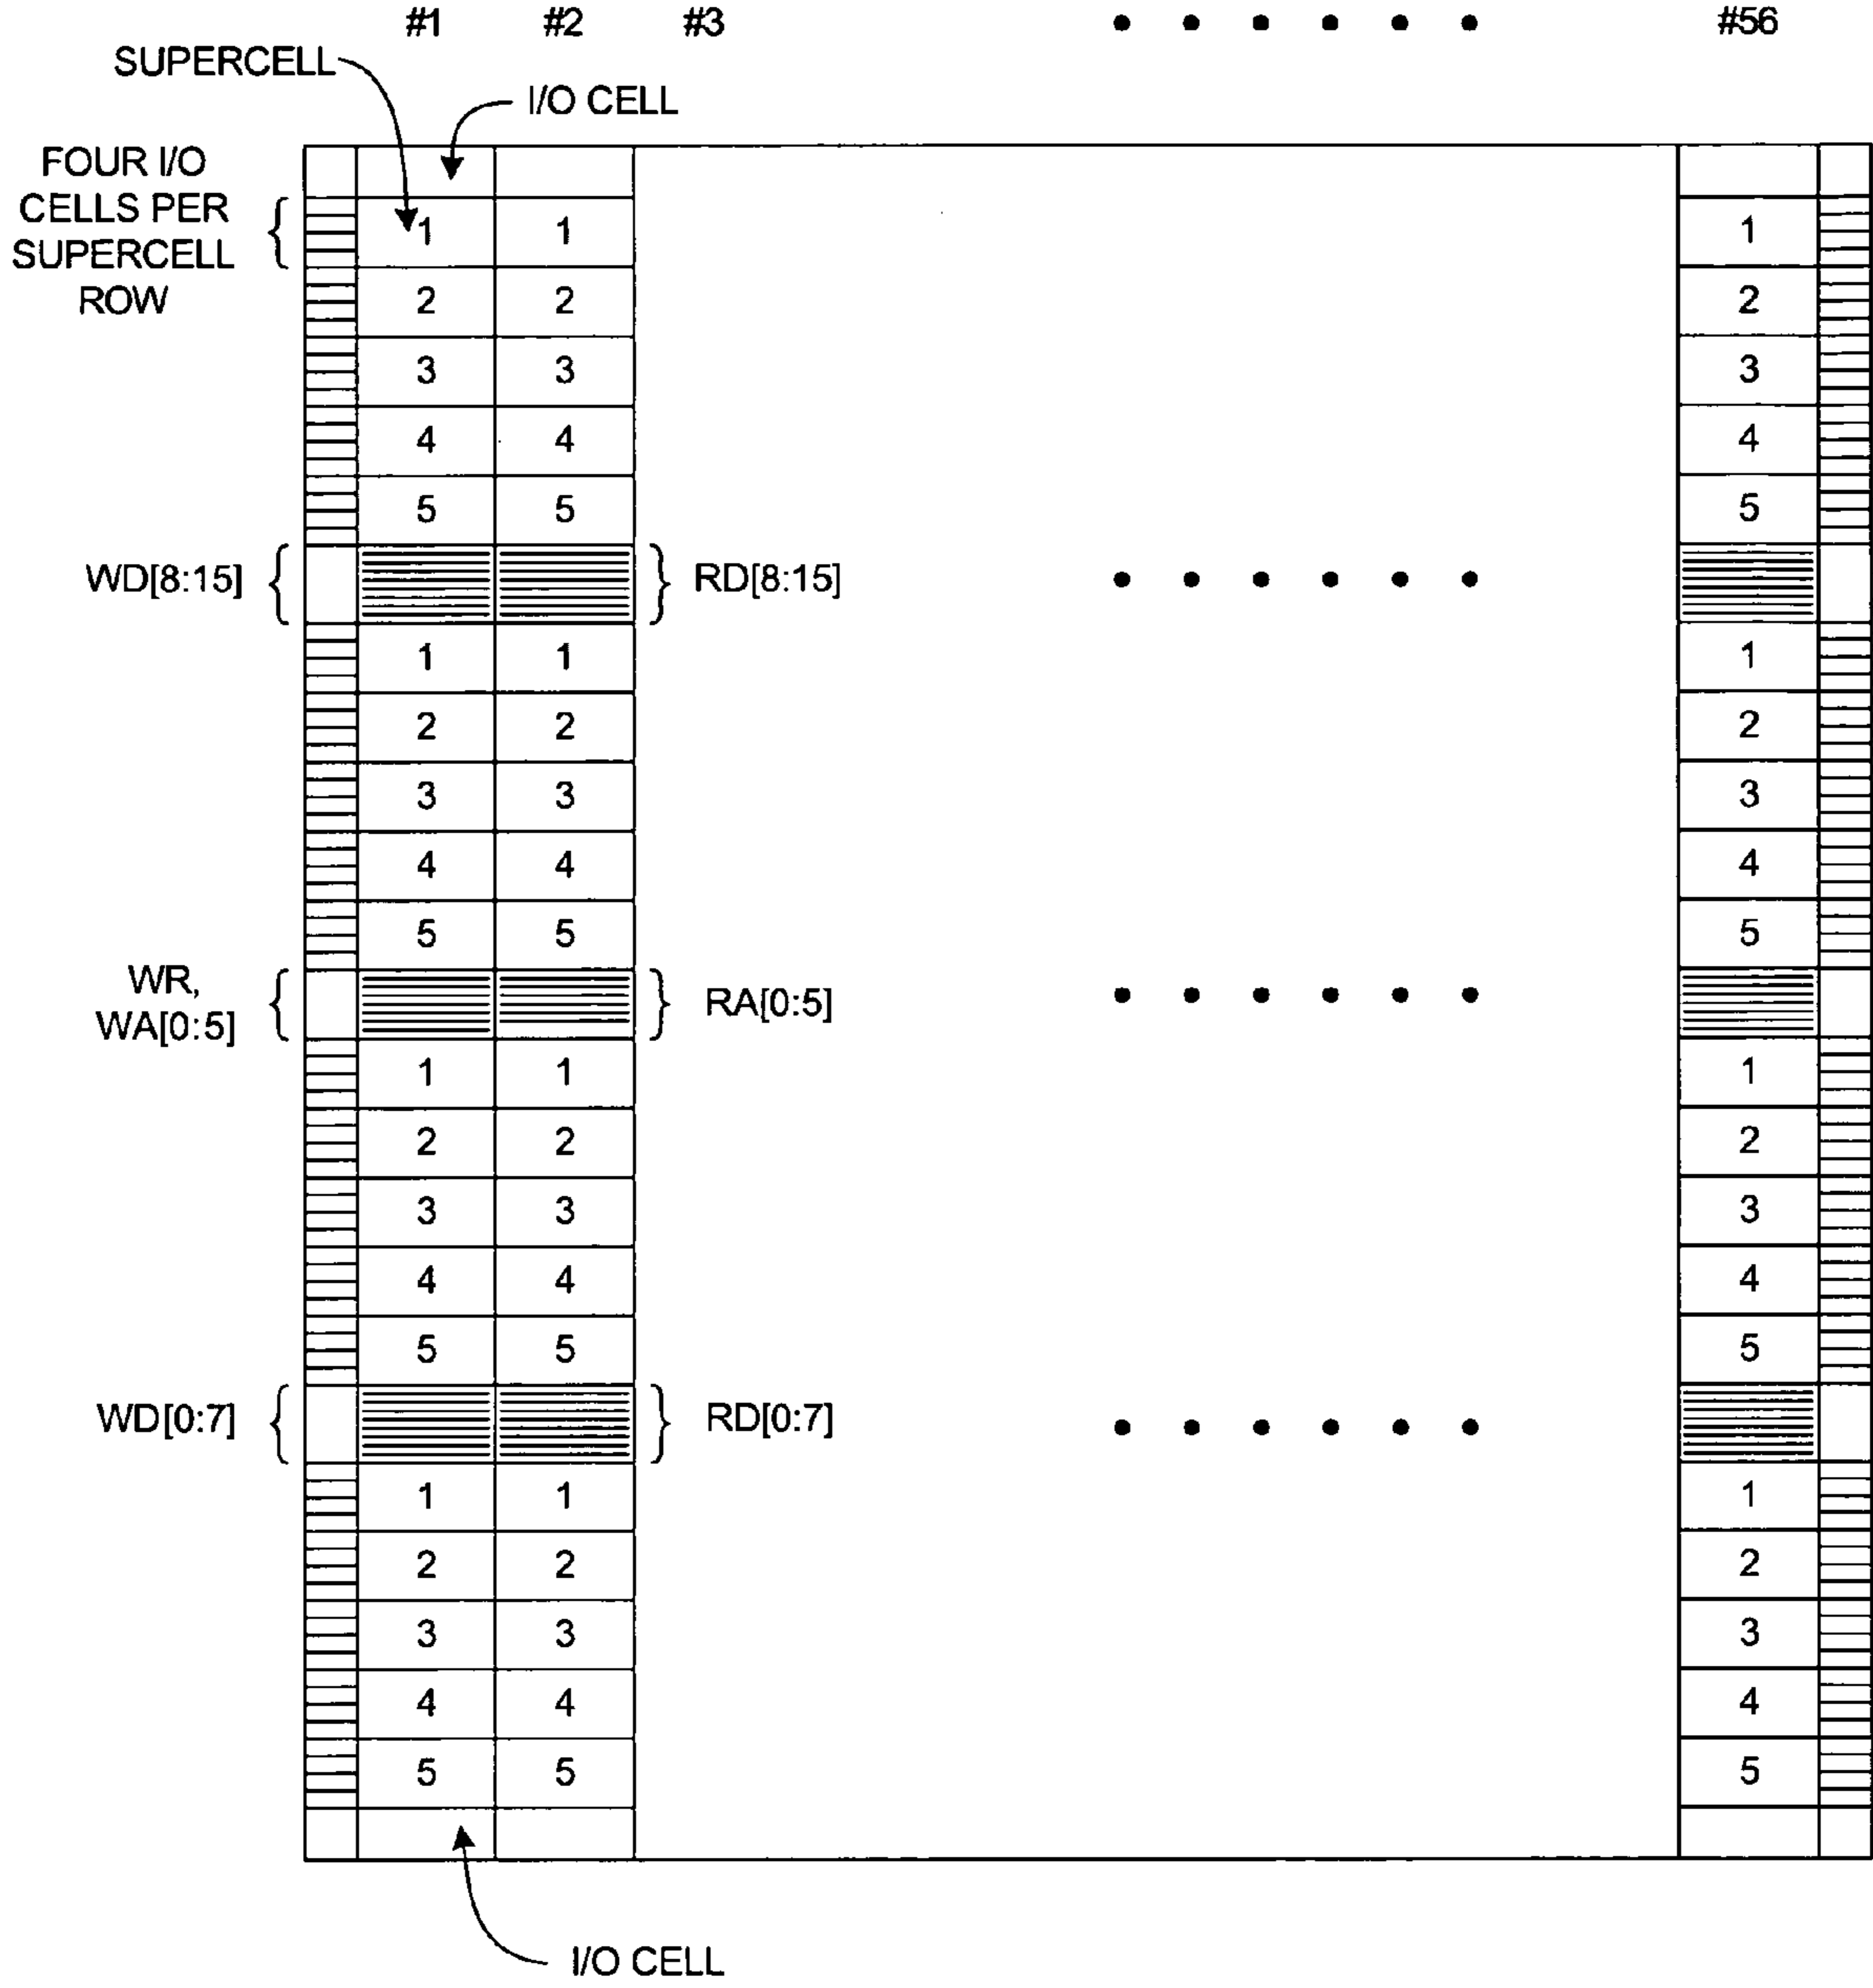 #1 #2 #3 #56
SUPERCELL
I/O CELL
FOUR I/O
CELLS PER
SUPERCELL
ROW
1 1 1
2 2 2
3 3 3
4 4 4
5 5 5
WD[8:15] RD[8:15]
1 1 1
2 2 2
3 3 3
4 4 4
5 5 5
WR,
WA[0:5] RA[0:5]
1 1 1
2 2 2
3 3 3
4 4 4
5 5 5
WD[0:7] RD[0:7]
1 1 1
2 2 2
3 3 3
4 4 4
5 5 5
I/O CELL